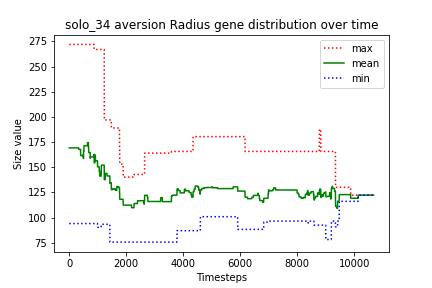 solo_34 aversion Radius gene distribution over time
275
250
225
200
175
150
125
100
75
Size value
max
mean
min
0 2000 4000 6000 8000 10000
Timesteps